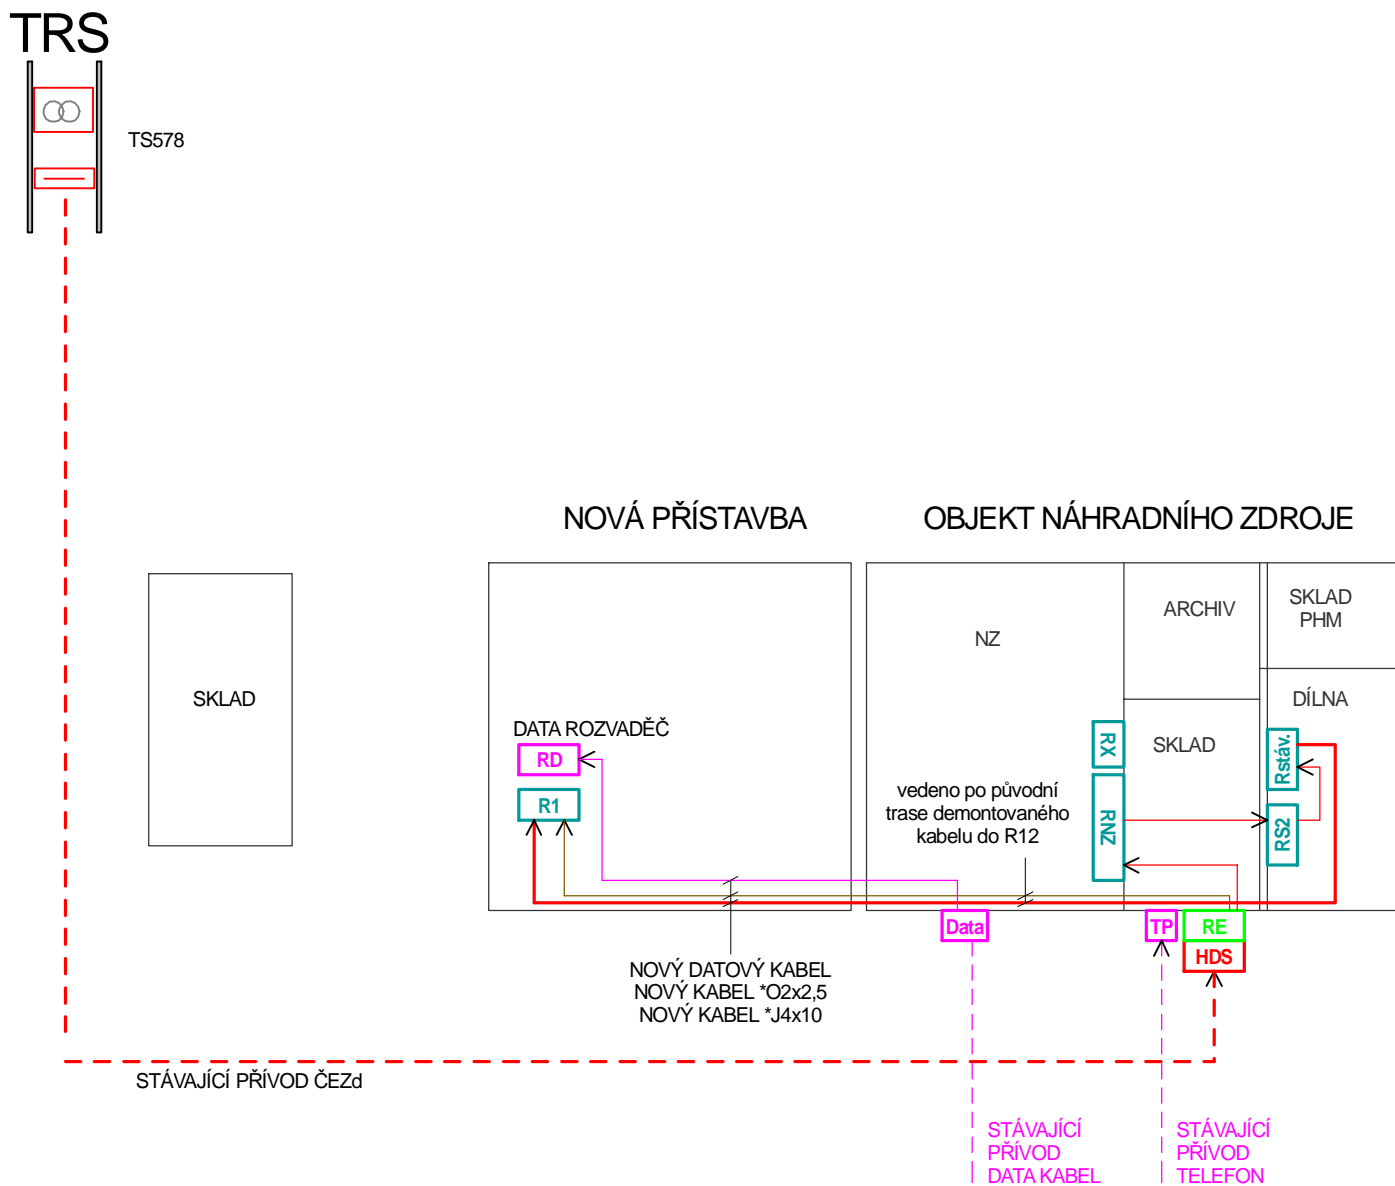 TRS
TS578
NOVÁ PŘÍSTAVBA
OBJEKT NÁHRADNÍHO ZDROJE
SKLAD
DATA ROZVADĚČ
RD
R1
NZ
ARCHIV
SKLAD
PHM
SKLAD
DÍLNA
RX
RNZ
Rstáv.
RS2
vedeno po původní
trase demontovaného
kabelu do R12
Data
TP
RE
HDS
NOVÝ DATOVÝ KABEL
NOVÝ KABEL *O2x2,5
NOVÝ KABEL *J4x10
STÁVAJÍCÍ PŘÍVOD ČEZd
STÁVAJÍCÍ
PŘÍVOD
DATA KABEL
STÁVAJÍCÍ
PŘÍVOD
TELEFON